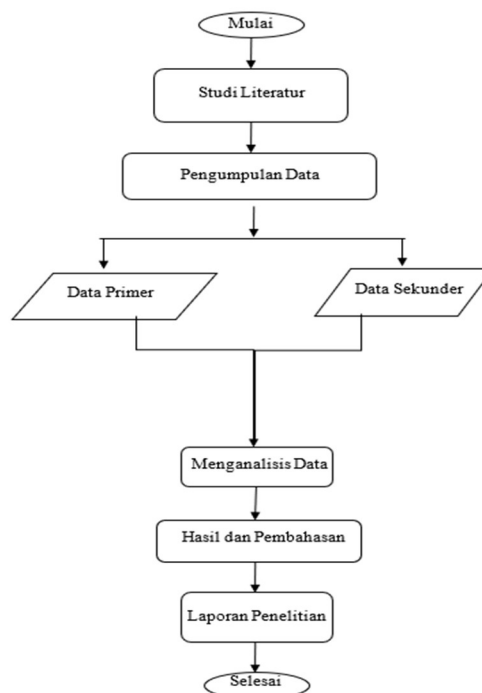 Mulai
Studi Literatur
Pengumpulan Data
Data Primer
Data Sekunder
Menganalisis Data
Hasil dan Pembahasan
Laporan Penelitian
Selesai